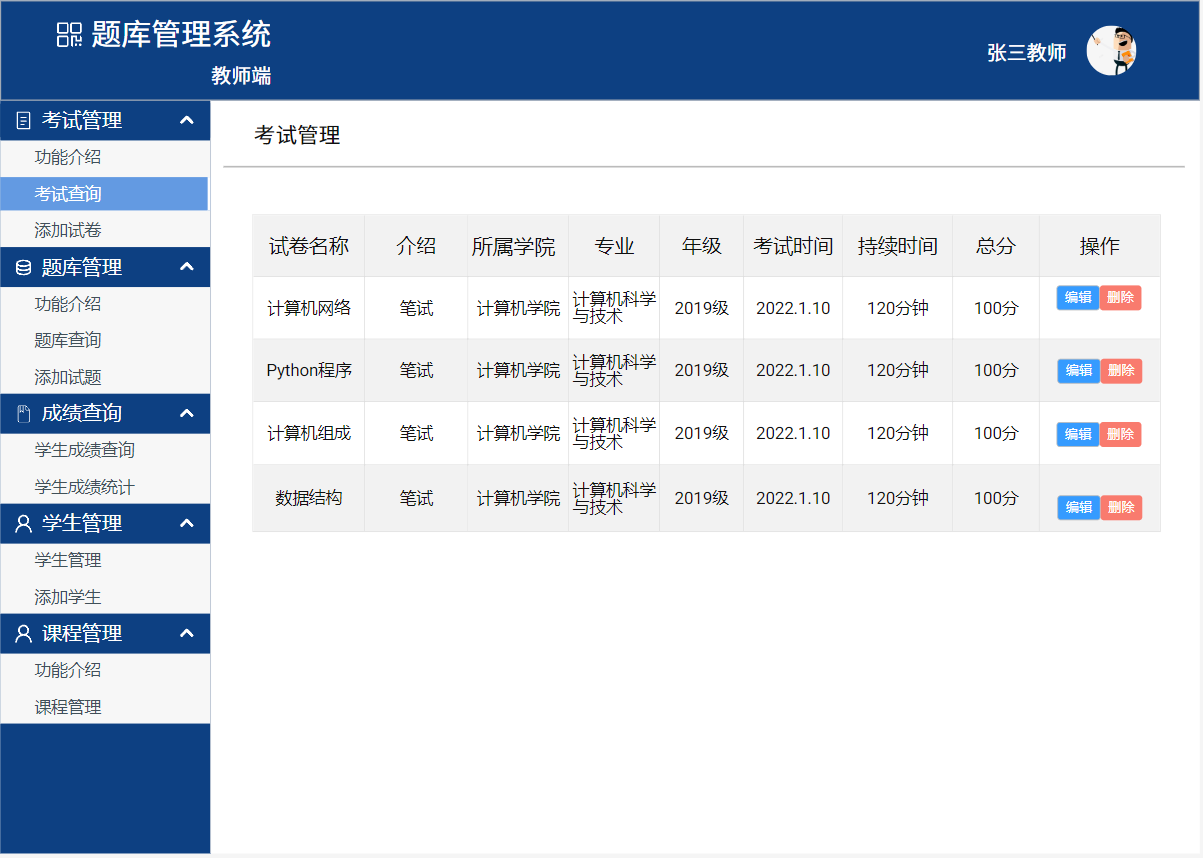 题库管理系统
教师端
张三教师
考试管理
功能介绍
考试查询
添加试卷
题库管理
功能介绍
题库查询
添加试题
成绩查询
学生成绩查询
学生成绩统计
学生管理
学生管理
添加学生
课程管理
功能介绍
课程管理
考试管理
试卷名称 介绍 所属学院 专业 年级 考试时间 持续时间 总分 操作
计算机网络 笔试 计算机学院 计算机科学与技术 2019级 2022.1.10 120分钟 100分 编辑 删除
Python程序 笔试 计算机学院 计算机科学与技术 2019级 2022.1.10 120分钟 100分 编辑 删除
计算机组成 笔试 计算机学院 计算机科学与技术 2019级 2022.1.10 120分钟 100分 编辑 删除
数据结构 笔试 计算机学院 计算机科学与技术 2019级 2022.1.10 120分钟 100分 编辑 删除